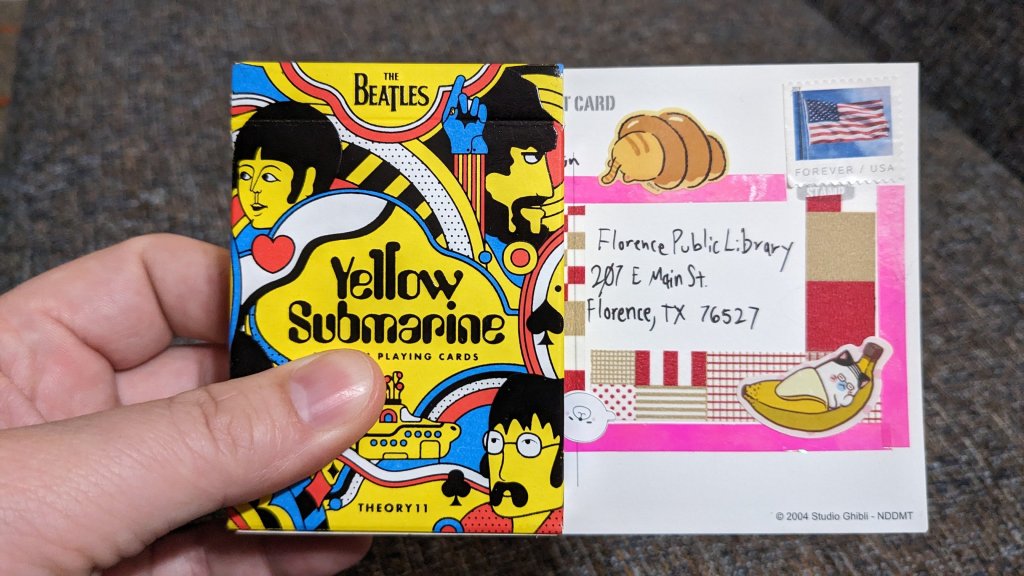 THE
BEATLES
Yellow
Submarine
PLAYING CARDS
THEORY11
T CARD
FOREVER / USA
Florence Public Library
207 E Main St.
Florence, TX 76527
© 2004 Studio Ghibli - NDDMT